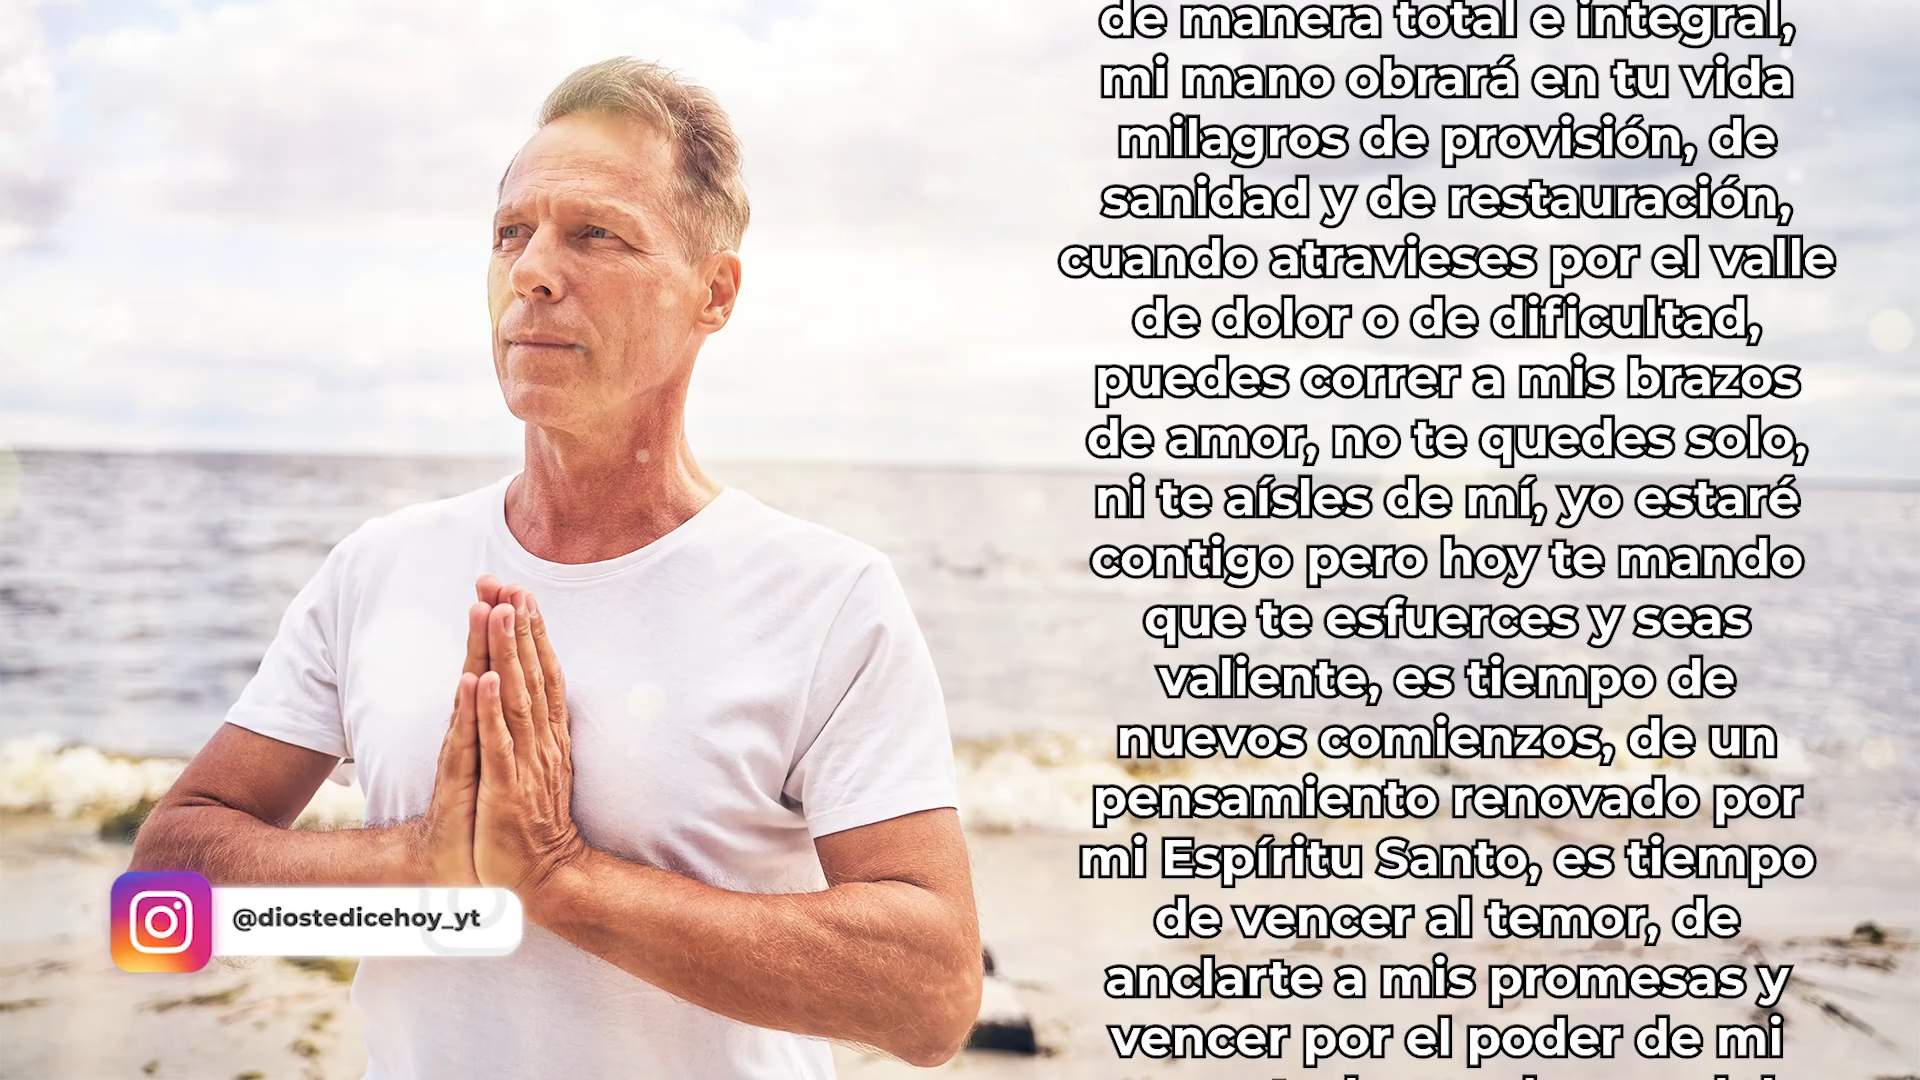 de manera total e integral,
mi mano obrará en tu vida
milagros de provisión, de
sanidad y de restauración,
cuando atravieses por el valle
de dolor o de dificultad,
puedes correr a mis brazos
de amor, no te quedes solo,
ni te aísles de mí, yo estaré
contigo pero hoy te mando
que te esfuerces y seas
valiente, es tiempo de
nuevos comienzos, de un
pensamiento renovado por
mi Espíritu Santo, es tiempo
de vencer al temor, de
anclarte a mis promesas y
vencer por el poder de mi
@diostedicehoy_yt